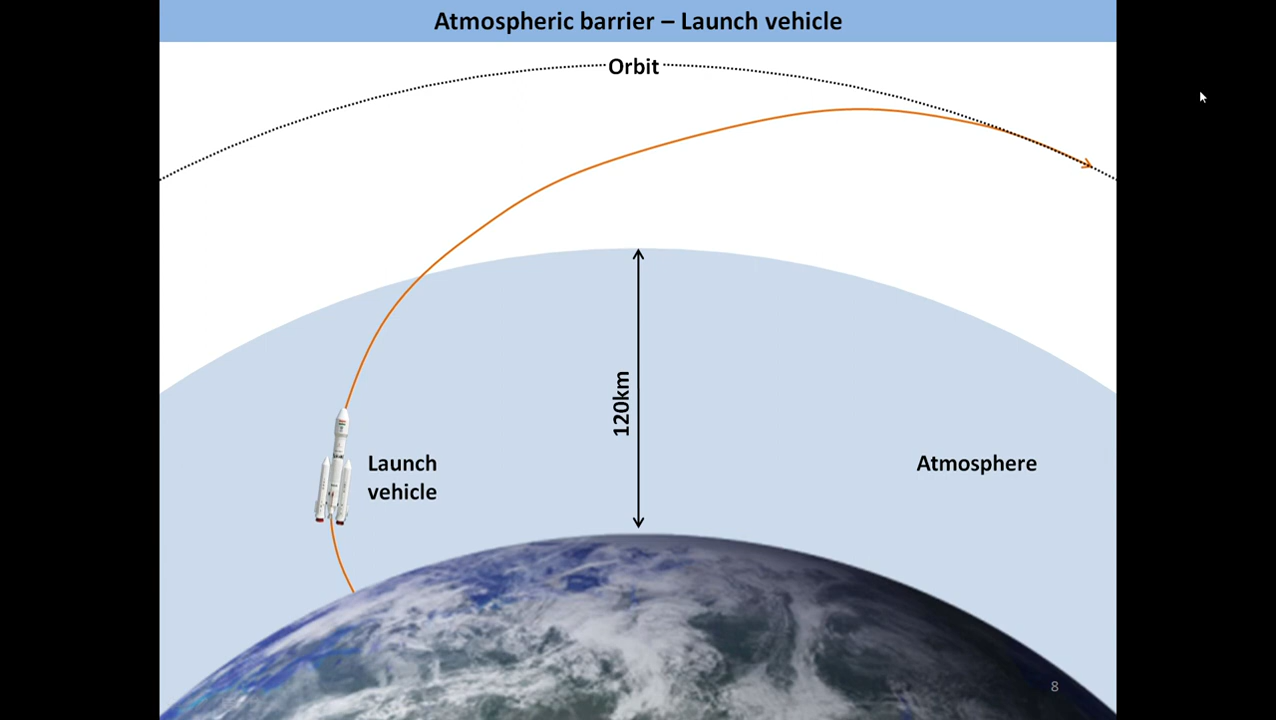 Atmospheric barrier – Launch vehicle
Orbit
120km
Launch
vehicle
Atmosphere
8